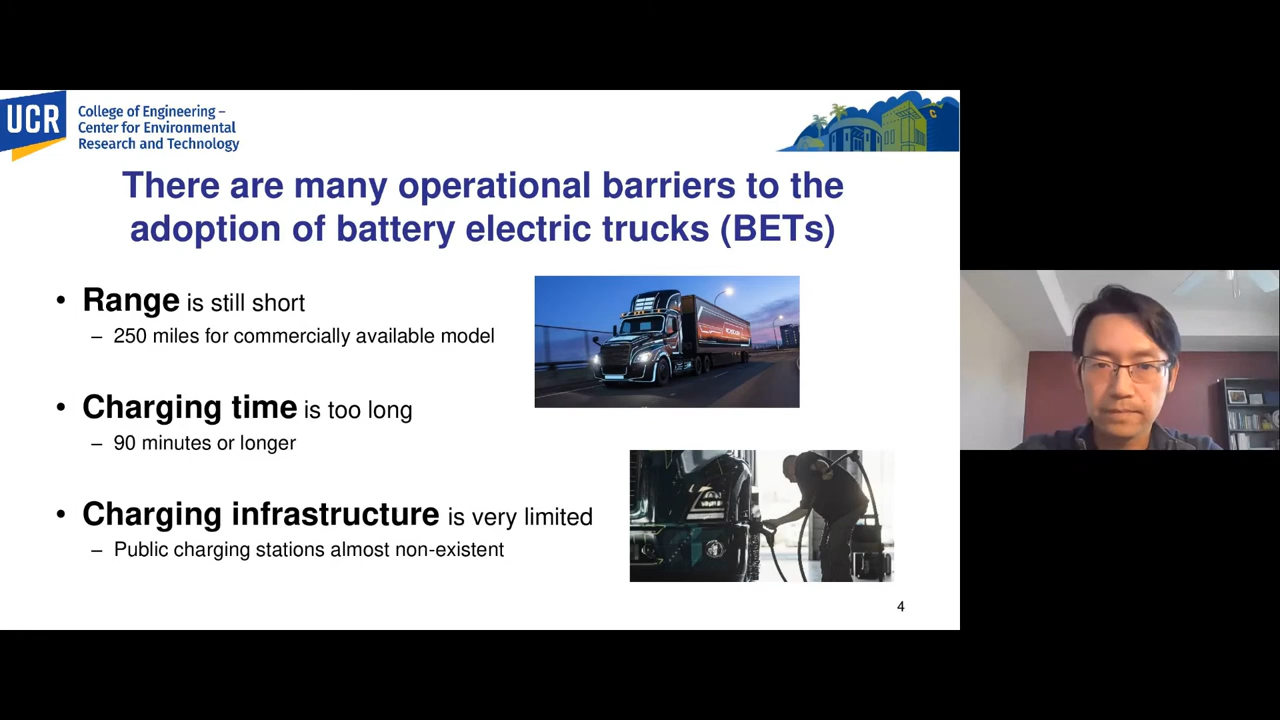 UCR
College of Engineering –
Center for Environmental
Research and Technology
C
There are many operational barriers to the
adoption of battery electric trucks (BETs)
• Range is still short
– 250 miles for commercially available model
• Charging time is too long
– 90 minutes or longer
• Charging infrastructure is very limited
– Public charging stations almost non-existent
4